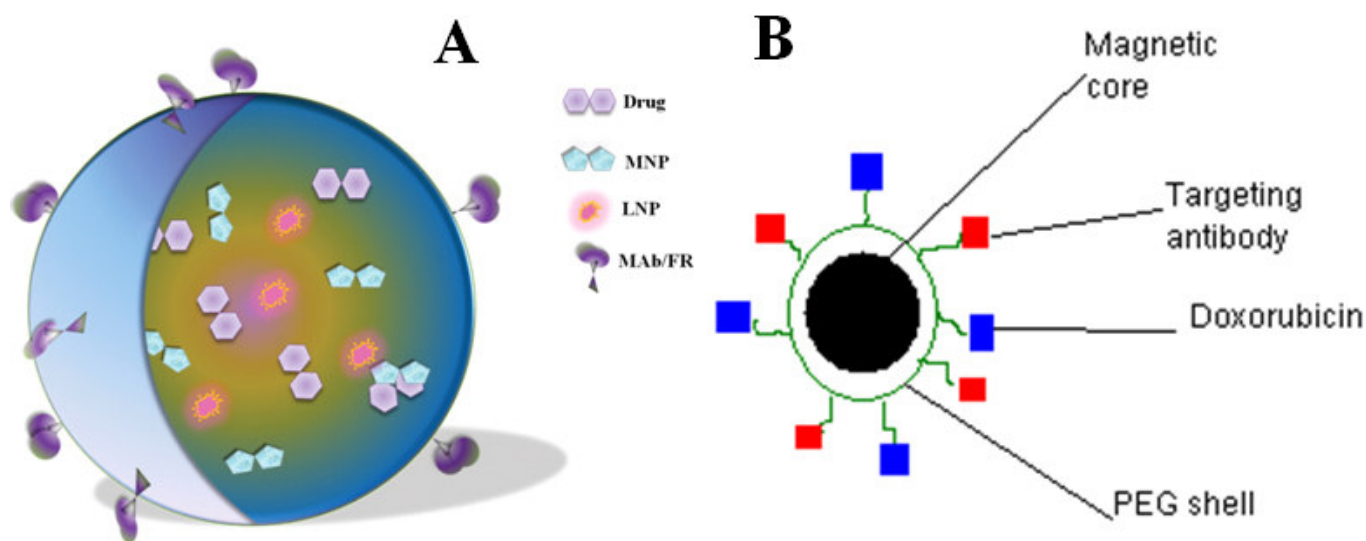 A
Drug
MNP
LNP
MAb/FR
B
Magnetic
core
Targeting
antibody
Doxorubicin
PEG shell